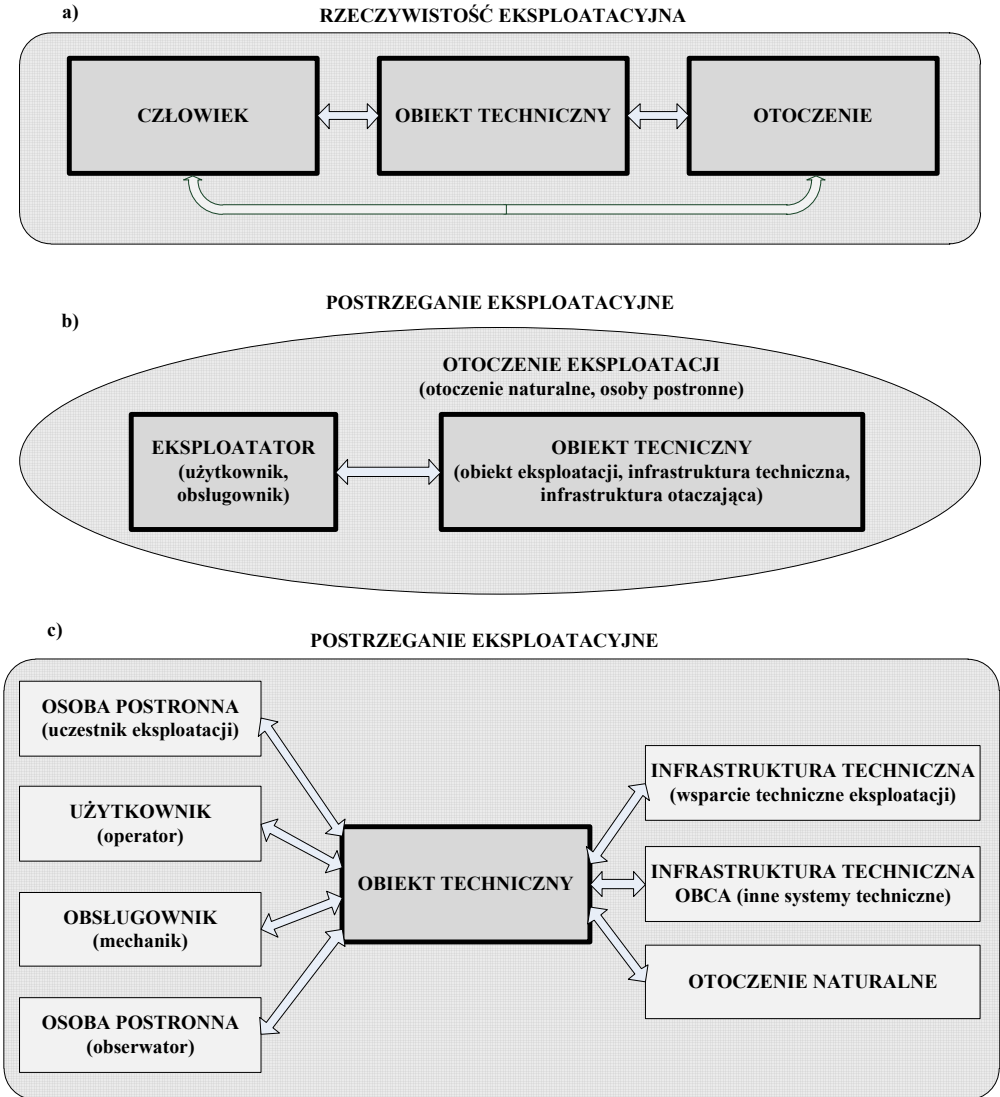 a)
RZECZYWISTOŚĆ EKSPLOATACYJNA
CZŁOWIEK
OBIEKT TECHNICZNY
OTOCZENIE
POSTRZEGANIE EKSPLOATACYJNE
b)
OTOCZENIE EKSPLOATACJI
(otoczenie naturalne, osoby postronne)
EKSPLOATATOR
(użytkownik,
obsługownik)
OBIEKT TECNICZNY
(obiekt eksploatacji, infrastruktura techniczna,
infrastruktura otaczająca)
c)
POSTRZEGANIE EKSPLOATACYJNE
OSOBA POSTRONNA
(uczestnik eksploatacji)
UŻYTKOWNIK
(operator)
OBSŁUGOWNIK
(mechanik)
OSOBA POSTRONNA
(obserwator)
OBIEKT TECHNICZNY
INFRASTRUKTURA TECHNICZNA
(wsparcie techniczne eksploatacji)
INFRASTRUKTURA TECHNICZNA
OBCA (inne systemy techniczne)
OTOCZENIE NATURALNE